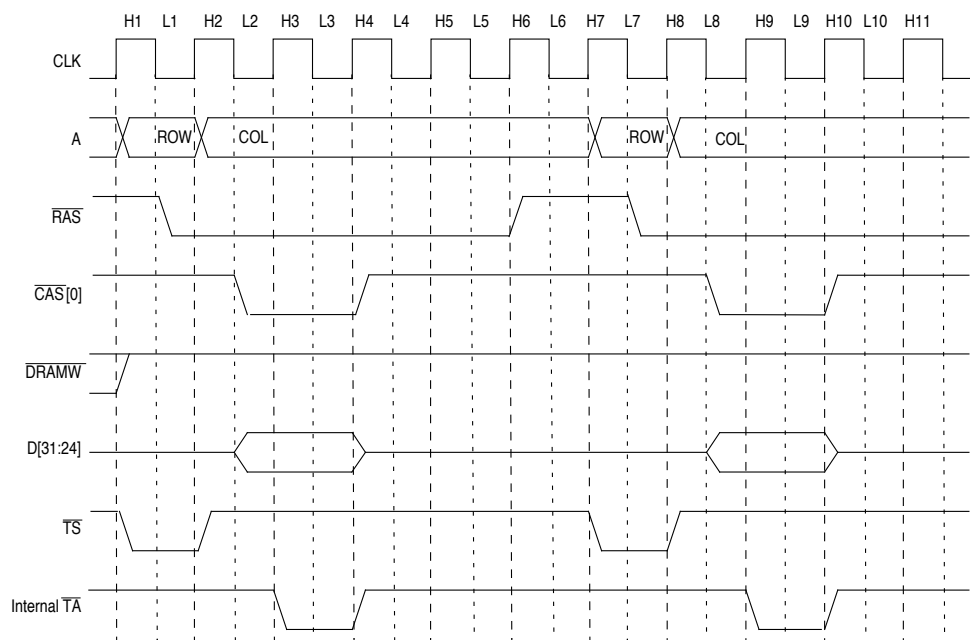 H1 L1 H2 L2 H3 L3 H4 L4 H5 L5 H6 L6 H7 L7 H8 L8 H9 L9 H10 L10 H11
CLK
A ROW COL ROW COL
RAS
CAS[0]
DRAMW
D[31:24]
TS
Internal TA